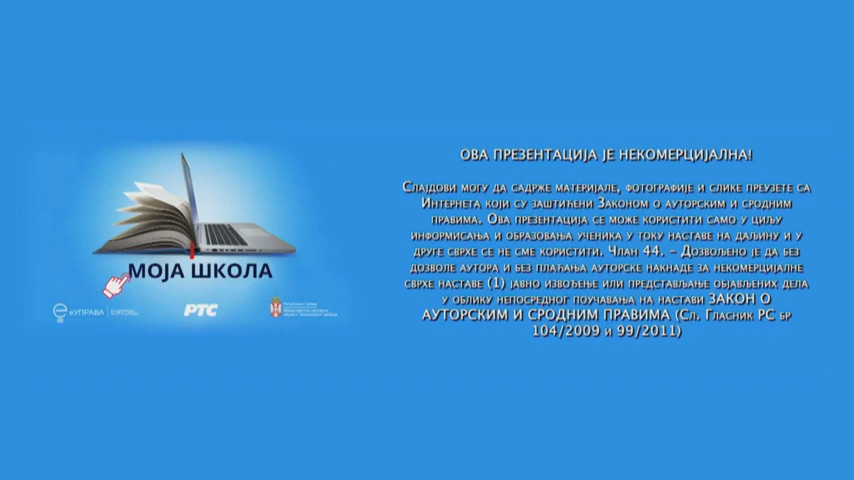 МОЈА ШКОЛА
еУПРАВА
РТС
ОВА ПРЕЗЕНТАЦИЈА ЈЕ НЕКОМЕРЦИЈАЛНА!
Слајдови могу да садрже материјале, фотографије и слике преузете са
Интернета који су заштићени Законом о ауторским и сродним
правима. Ова презентација се може користити само у циљу
информисања и образовања ученика у току наставе на даљину и у
друге сврхе се не сме користити. Члан 44. – Дозвољено је да без
дозволе аутора и без плаћања ауторске накнаде за некомерцијалне
сврхе наставе (1) јавно извођење или представљање објављених дела
у облику непосредног поучавања на настави ЗАКОН О
АУТОРСКИМ И СРОДНИМ ПРАВИМА (Сл. Гласник РС бр
104/2009 и 99/2011)